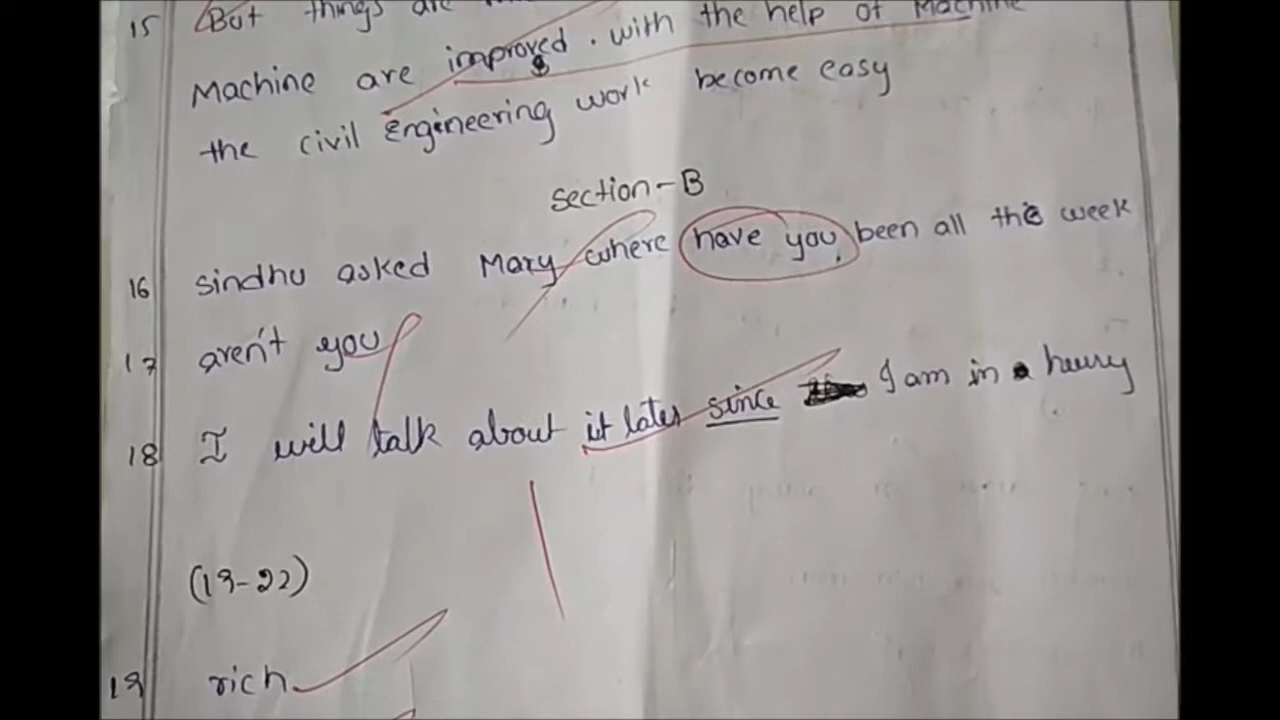 15 But things are
Machine are improved . with the help of Machine
the civil Engineering work become easy
Section-B
16 sindhu asked Mary where have you been all the week
17 aren't you
18 I will talk about it later since I am in a hurry
(19-22)
19 rich